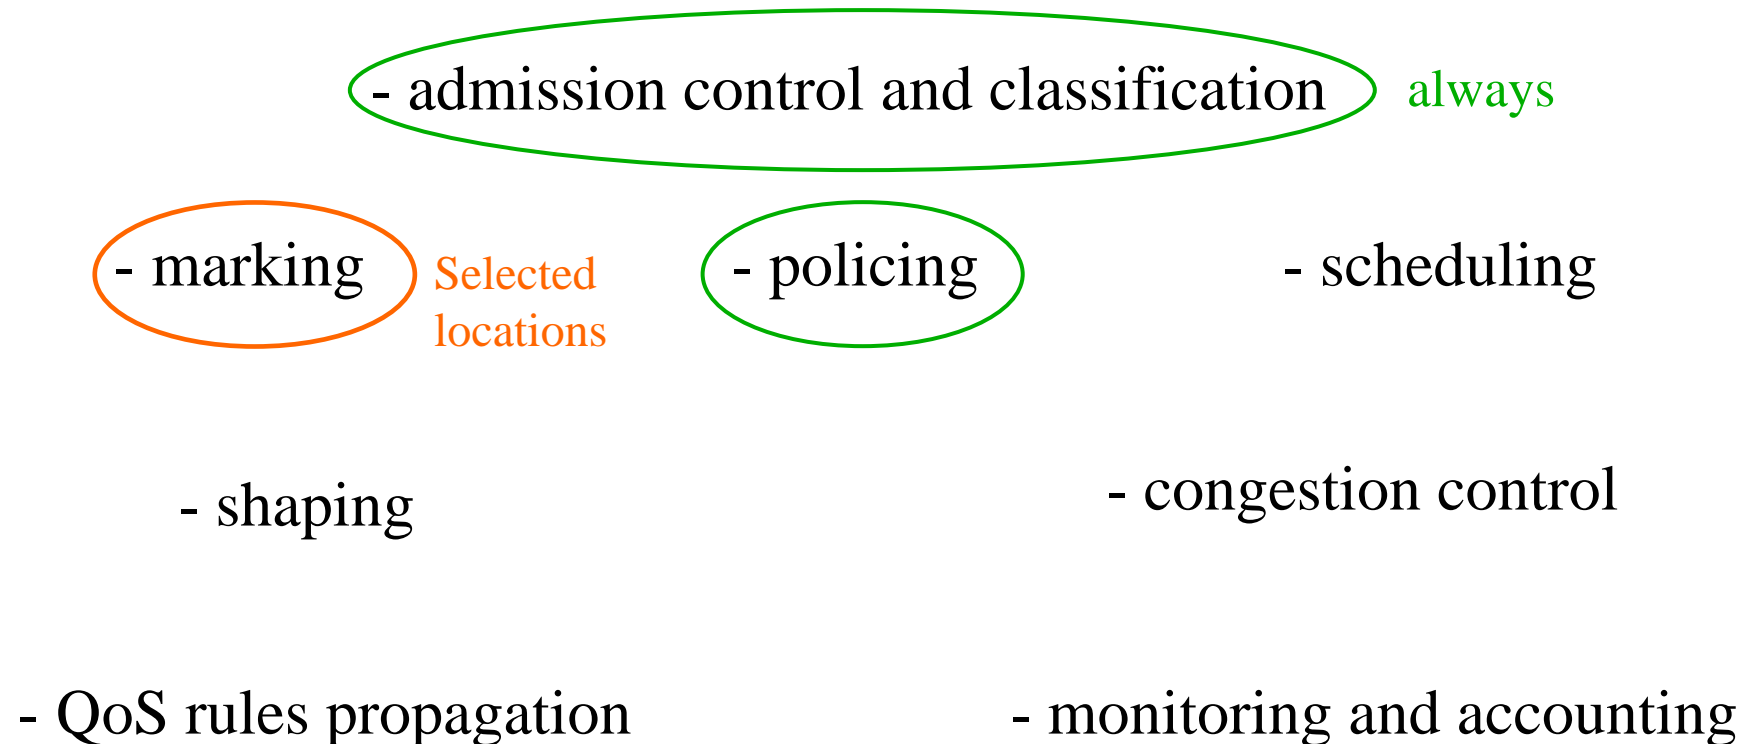 - admission control and classification
always
- marking
Selected
locations
- policing
- scheduling
- shaping
- congestion control
- QoS rules propagation
- monitoring and accounting